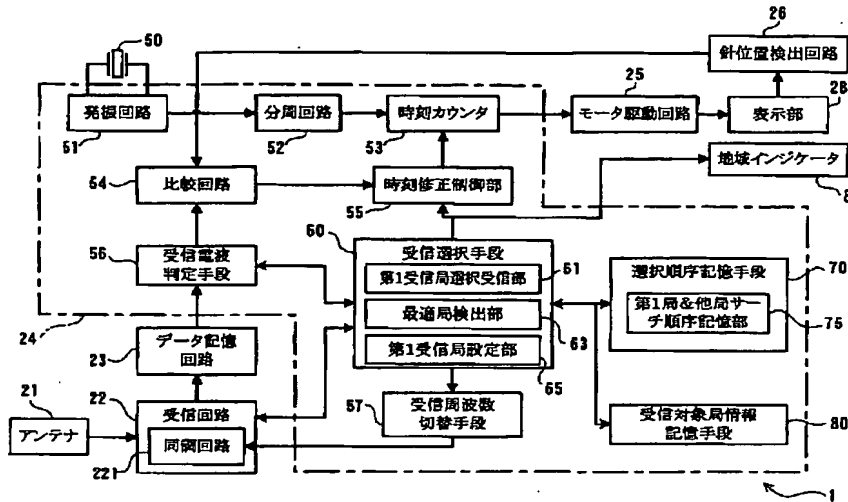 50
26
針位置検出回路
発振回路
51
分周回路
52
時刻カウンタ
53
25
モータ駆動回路
表示部
28
地域インジケータ
8
54
比較回路
時刻修正制御部
55
56
受信電波
判定手段
60
受信選択手段
第1受信局選択受信部
61
最適局検出部
63
第1受信局設定部
65
選択順序記憶手段
70
第1局&他局サー
チ順序記憶部
75
24
23
データ記憶
回路
57
受信周波数
切替手段
受信対象局情報
記憶手段
80
21
アンテナ
22
受信回路
同調回路
221
1